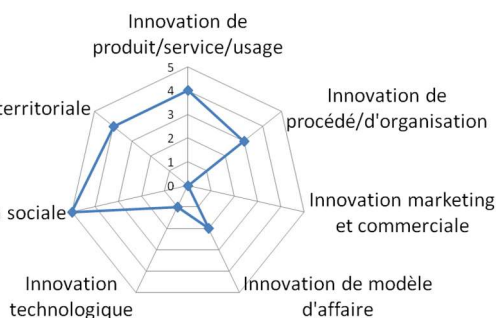 Innovation de
produit/service/usage
5
4
3
2
1
0
territoriale
Innovation de
procédé/d'organisation
sociale
Innovation marketing
et commerciale
Innovation
technologique
Innovation de modèle
d'affaire